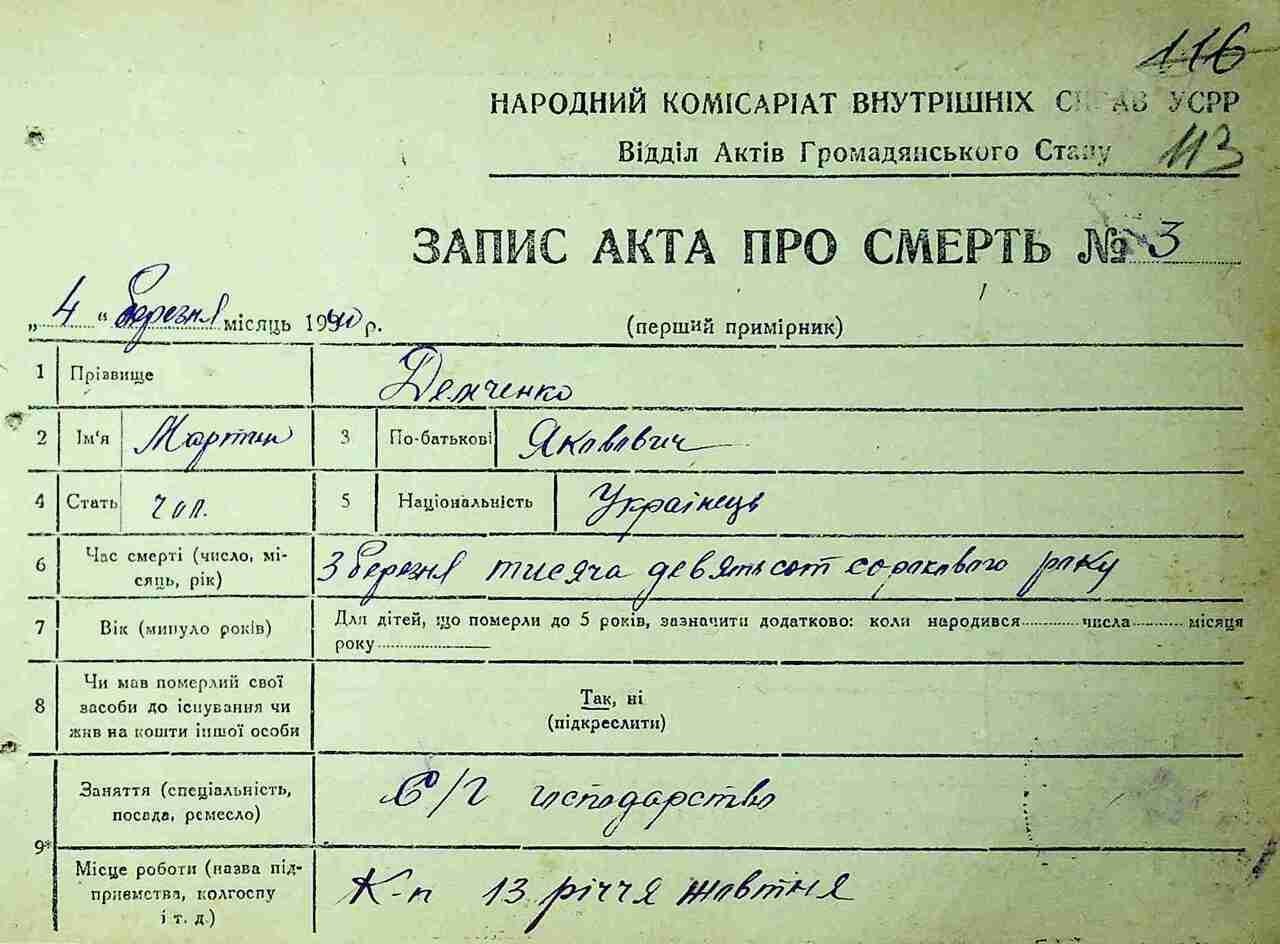 116
НАРОДНИЙ КОМІСАРІАТ ВНУТРІШНІХ СПРАВ УСРР
Відділ Актів Громадянського Стану 113
ЗАПИС АКТА ПРО СМЕРТЬ № 3
„ 4 “ березня місяць 1940 р. (перший примірник)
1 Прізвище Демченко
2 Ім'я Мартин 3 По-батькові Якович
4 Стать чол. 5 Національність Українець
6 Час смерті (число, мі-
сяць, рік) 3 березня тисяча девятьсот сорокового року
7 Вік (минуло років) Для дітей, що померли до 5 років, зазначити додатково: коли народився числа місяця
року
8 Чи мав померлий свої
засоби до існування чи
жив на кошти іншої особи
Так, ні
(підкреслити)
9* Заняття (спеціальність,
посада, ремесло) С/Г господарство
Місце роботи (назва під-
приємства, колгоспу
і т. д.) К-п 13 річчя жовтня